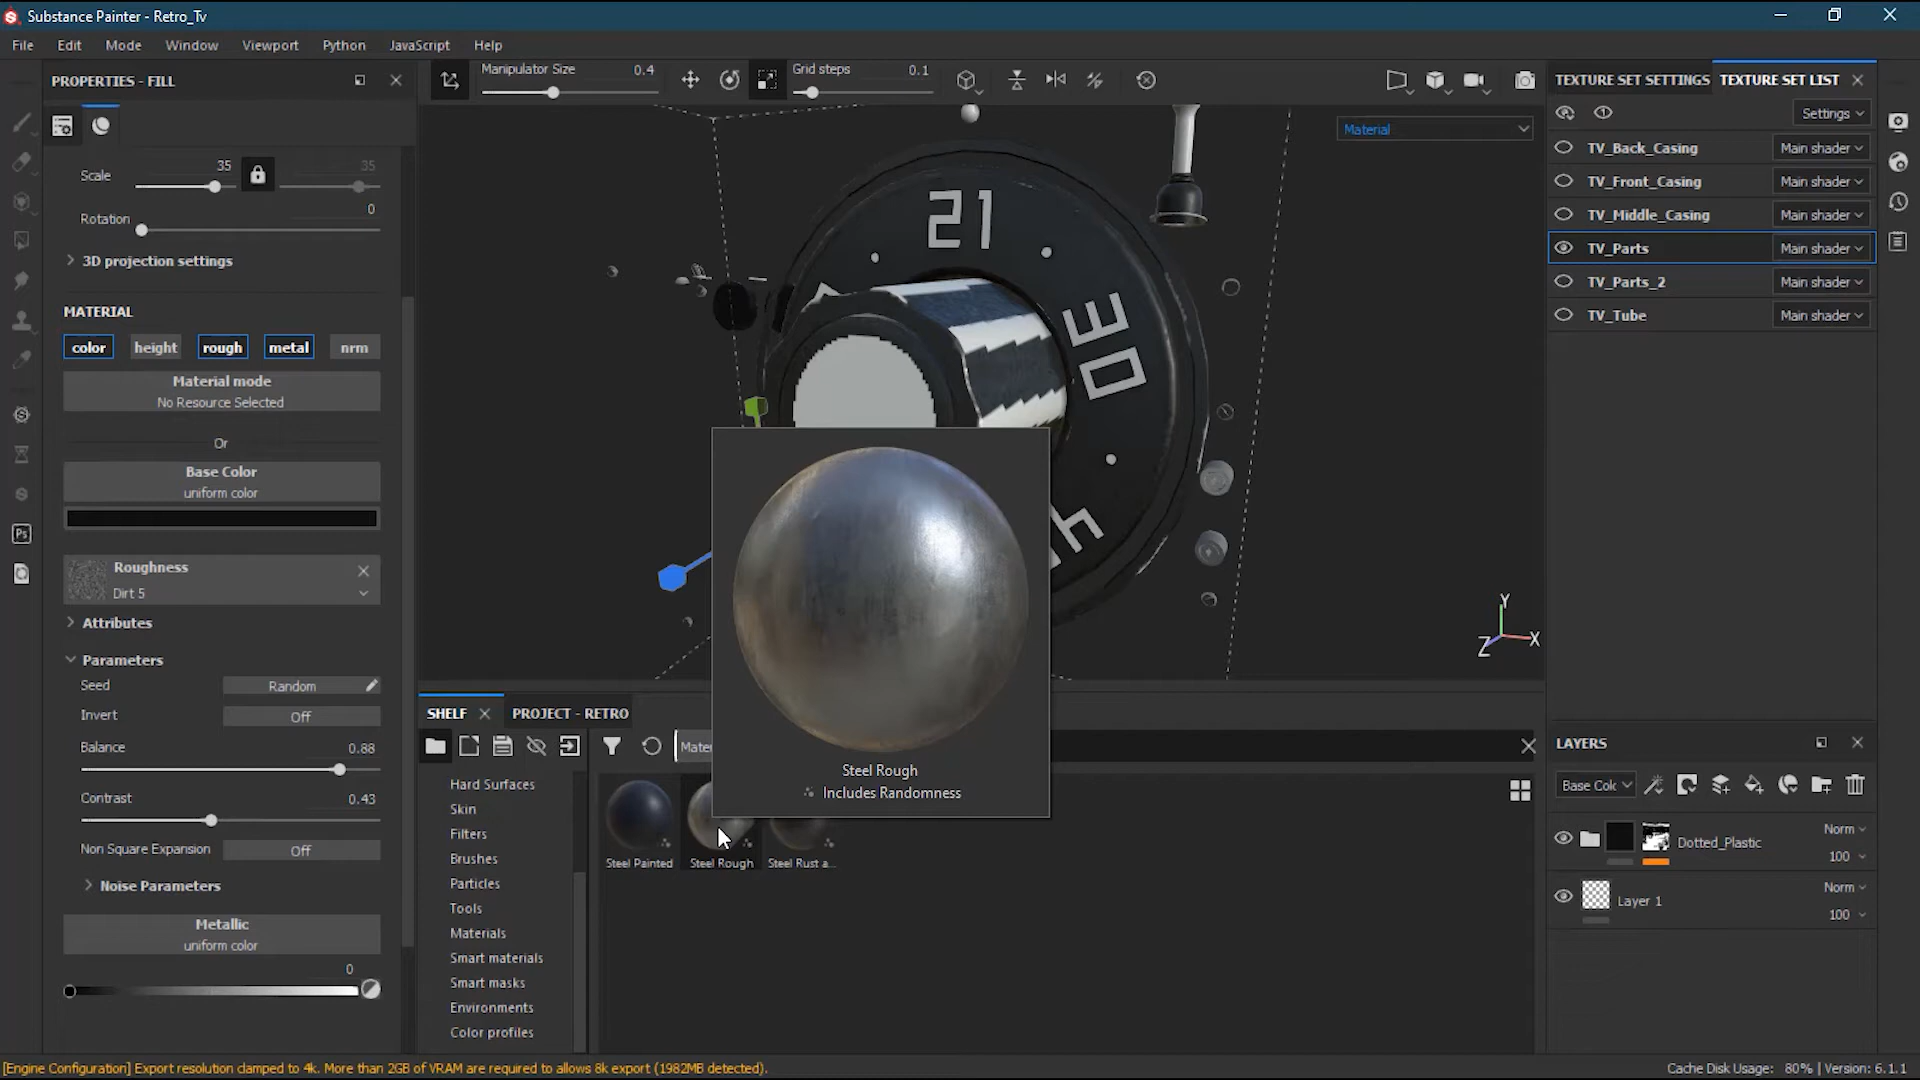 Substance Painter - Retro_Tv
File Edit Mode Window Viewport Python JavaScript Help
PROPERTIES - FILL
Manipulator Size 0.4
Grid steps 0.1
TEXTURE SET SETTINGS TEXTURE SET LIST
Settings
Material
TV_Back_Casing Main shader
TV_Front_Casing Main shader
TV_Middle_Casing Main shader
TV_Parts Main shader
TV_Parts_2 Main shader
TV_Tube Main shader
Scale 35 35
Rotation 0
3D projection settings
MATERIAL
color height rough metal nrm
Material mode
No Resource Selected
Or
Base Color
uniform color
Roughness
Dirt 5
Attributes
Parameters
Seed Random
Invert Off
Balance 0.88
Contrast 0.43
Non Square Expansion Off
Noise Parameters
Metallic
uniform color
0
21
30
Y
Z X
Ps
SHELF PROJECT - RETRO
Mater
Steel Rough
Includes Randomness
Hard Surfaces
Skin
Filters
Brushes
Particles
Tools
Materials
Smart materials
Smart masks
Environments
Color profiles
Steel Painted Steel Rough Steel Rust a...
LAYERS
Base Col
Dotted_Plastic Norm 100
Layer 1 Norm 100
[Engine Configuration] Export resolution clamped to 4k. More than 2GB of VRAM are required to allows 8k export (1982MB detected).
Cache Disk Usage: 80% | Version: 6.1.1